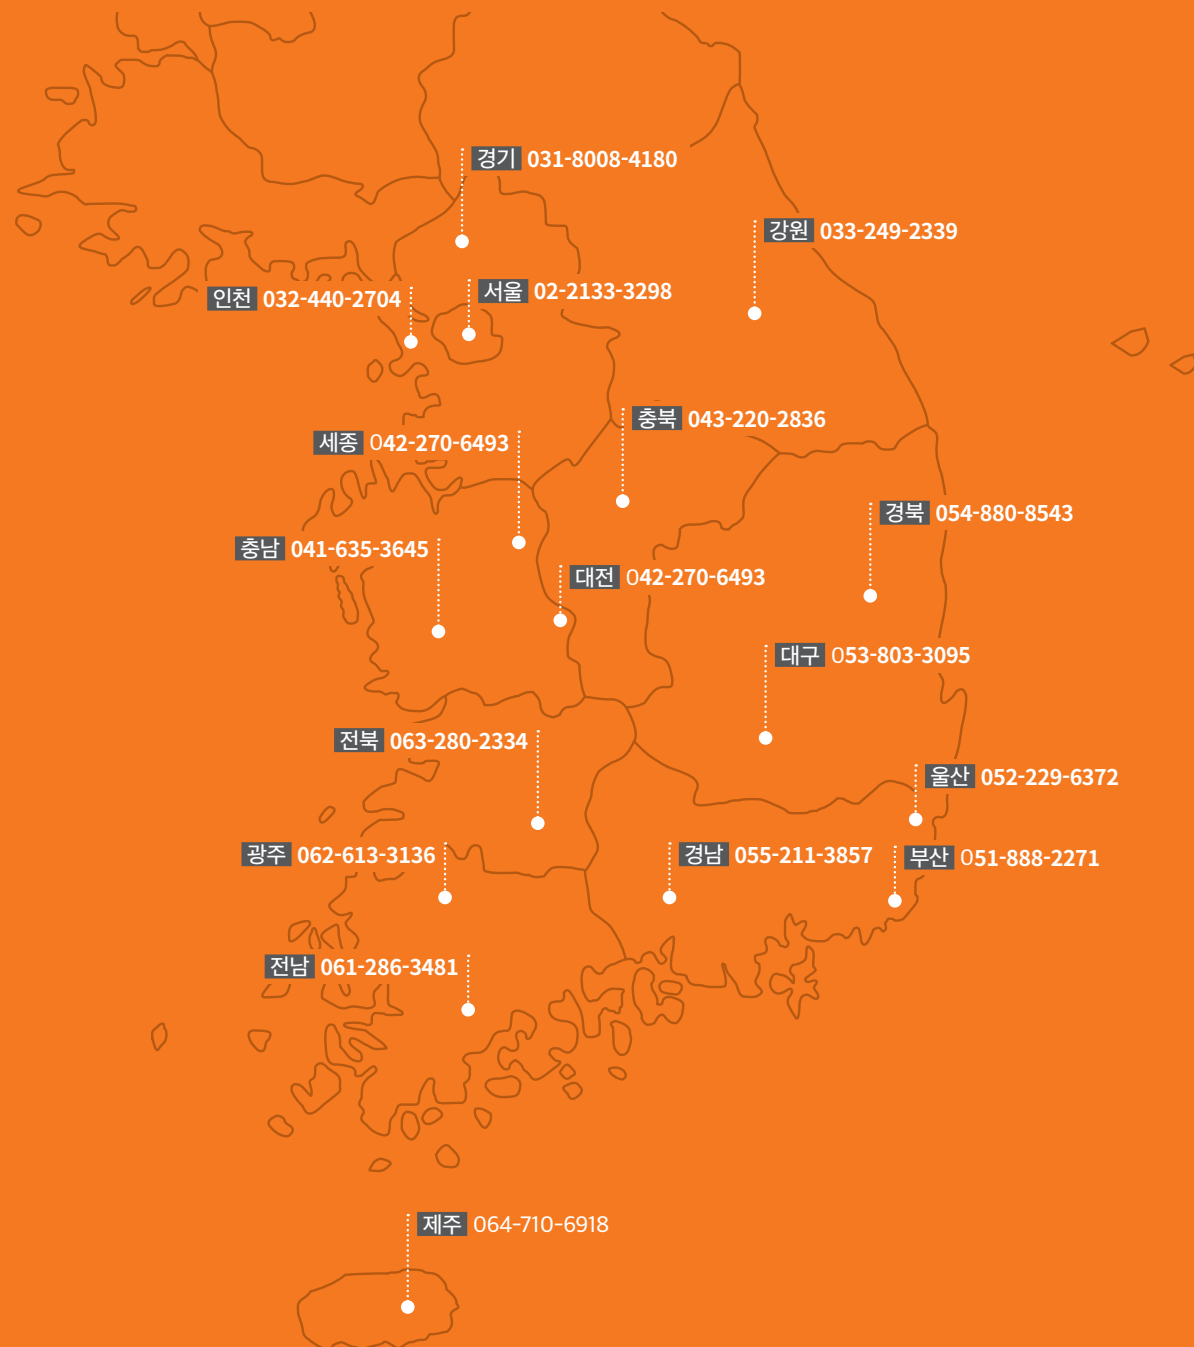 경기 031-8008-4180
강원 033-249-2339
인천 032-440-2704
서울 02-2133-3298
충북 043-220-2836
세종 042-270-6493
경북 054-880-8543
충남 041-635-3645
대전 042-270-6493
대구 053-803-3095
전북 063-280-2334
울산 052-229-6372
광주 062-613-3136
경남 055-211-3857
부산 051-888-2271
전남 061-286-3481
제주 064-710-6918